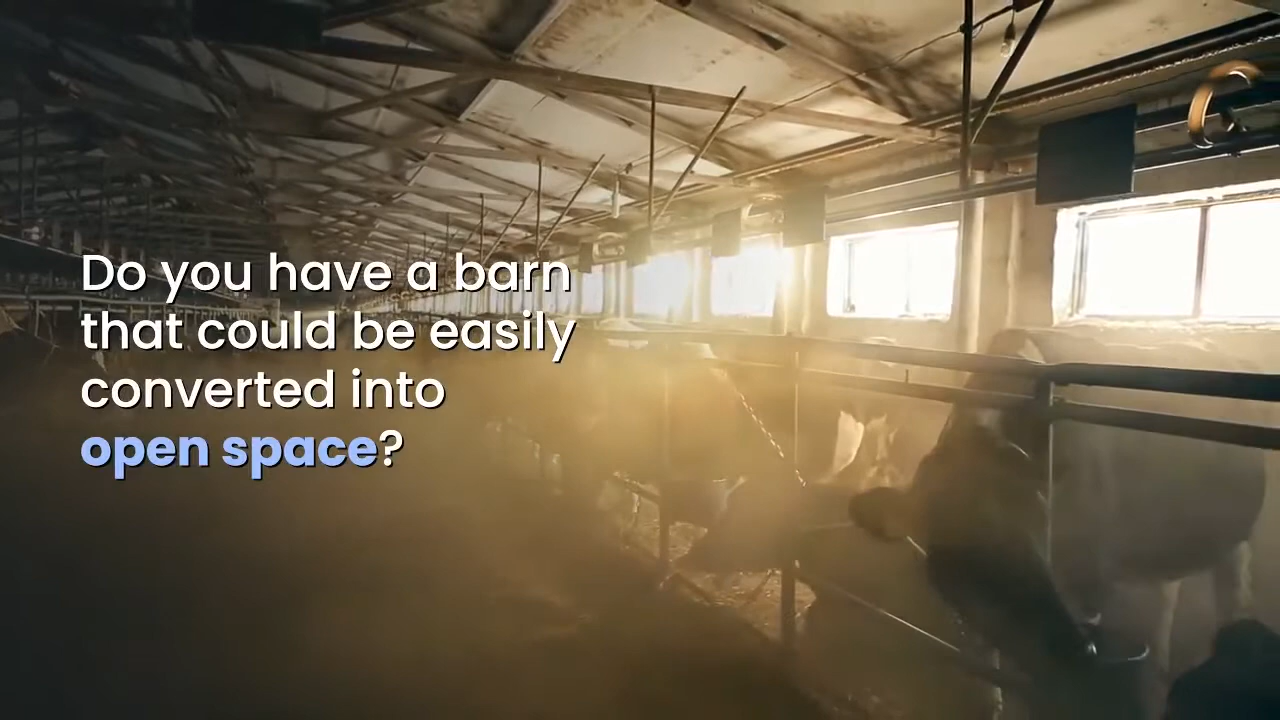 Do you have a barn
that could be easily
converted into
open space?